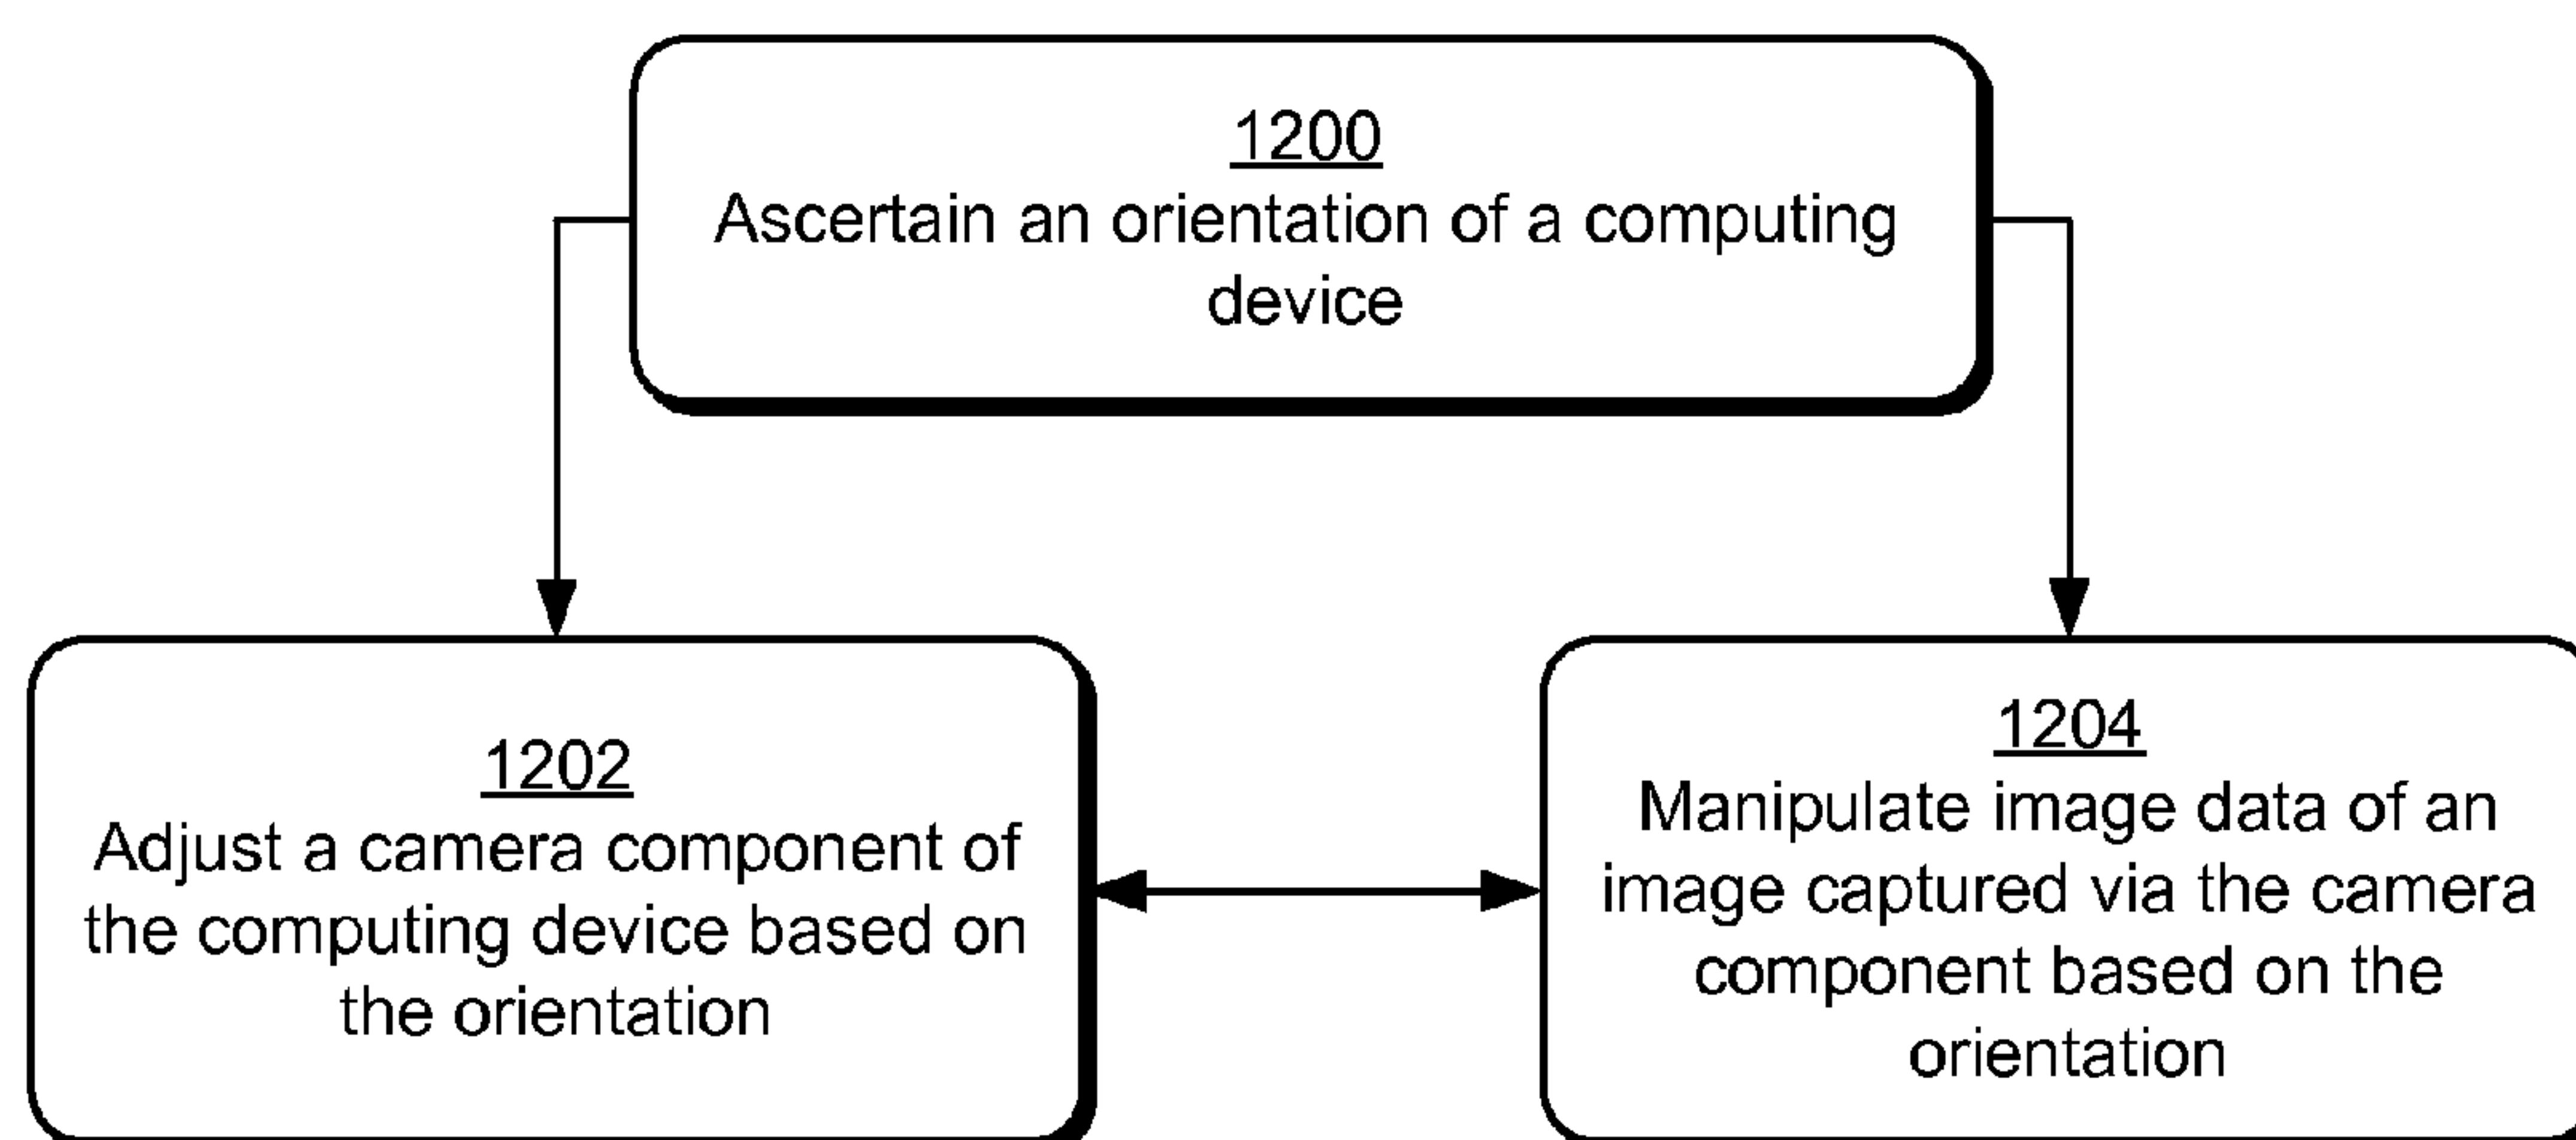 1200
Ascertain an orientation of a computing
device
1202
Adjust a camera component of
the computing device based on
the orientation
1204
Manipulate image data of an
image captured via the camera
component based on the
orientation